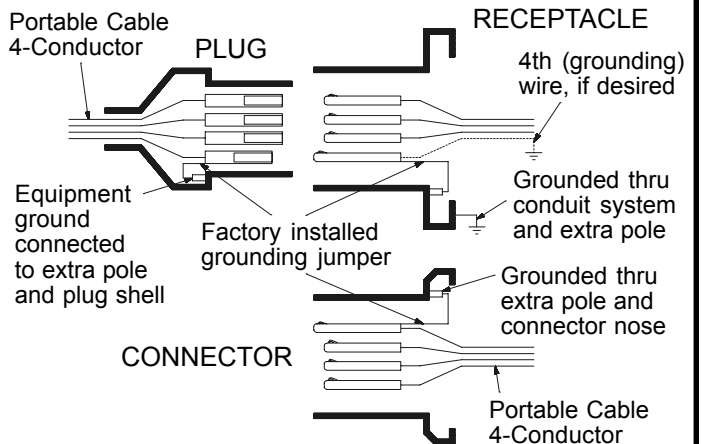 Portable Cable
4-Conductor
PLUG
RECEPTACLE
4th (grounding)
wire, if desired
Equipment
ground
connected
to extra pole
and plug shell
Factory installed
grounding jumper
Grounded thru
conduit system
and extra pole
Grounded thru
extra pole and
connector nose
CONNECTOR
Portable Cable
4-Conductor